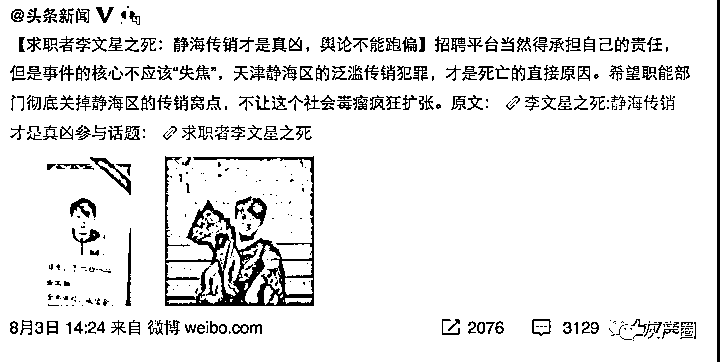 @头条新闻
【求职者李文星之死：静海传销才是真凶，舆论不能跑偏】招聘平台当然得承担自己的责任，
但是事件的核心不应该“失焦”，天津静海区的泛滥传销犯罪，才是死亡的直接原因。希望职能部
门彻底关掉静海区的传销窝点，不让这个社会毒瘤疯狂扩张。原文： 李文星之死:静海传销
才是真凶参与话题： 求职者李文星之死
8月3日 14:24 来自 微博 weibo.com
2076
3129
灰产圈